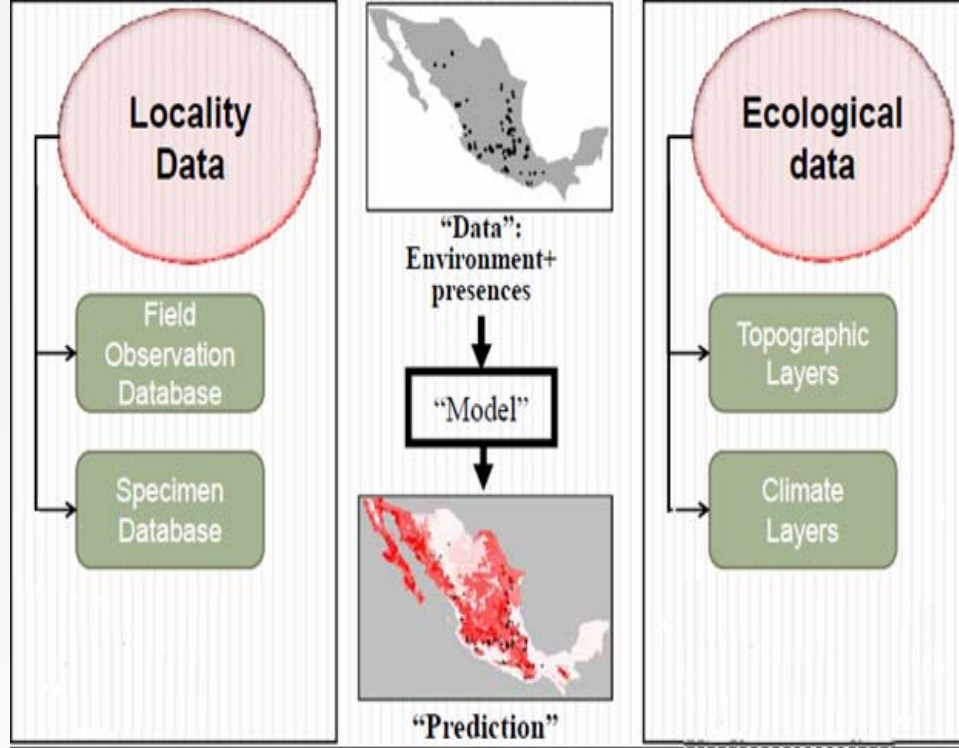 Locality
Data
Field
Observation
Database
Specimen
Database
“Data”:
Environment+
presences
“Model”
“Prediction”
Ecological
data
Topographic
Layers
Climate
Layers